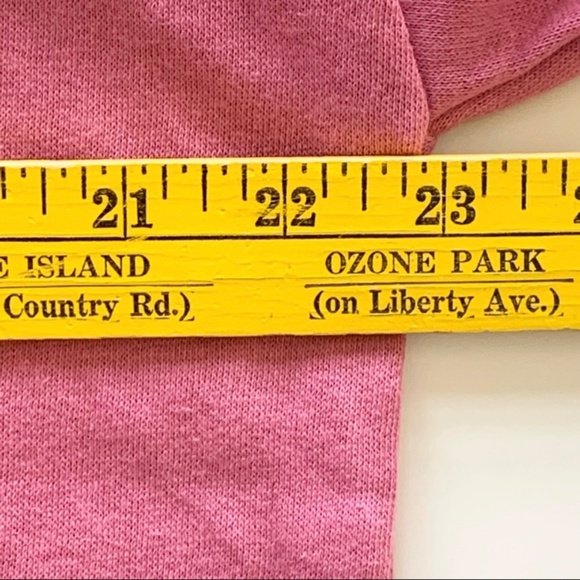 21 22 23
E ISLAND OZONE PARK
Country Rd.) (on Liberty Ave.)